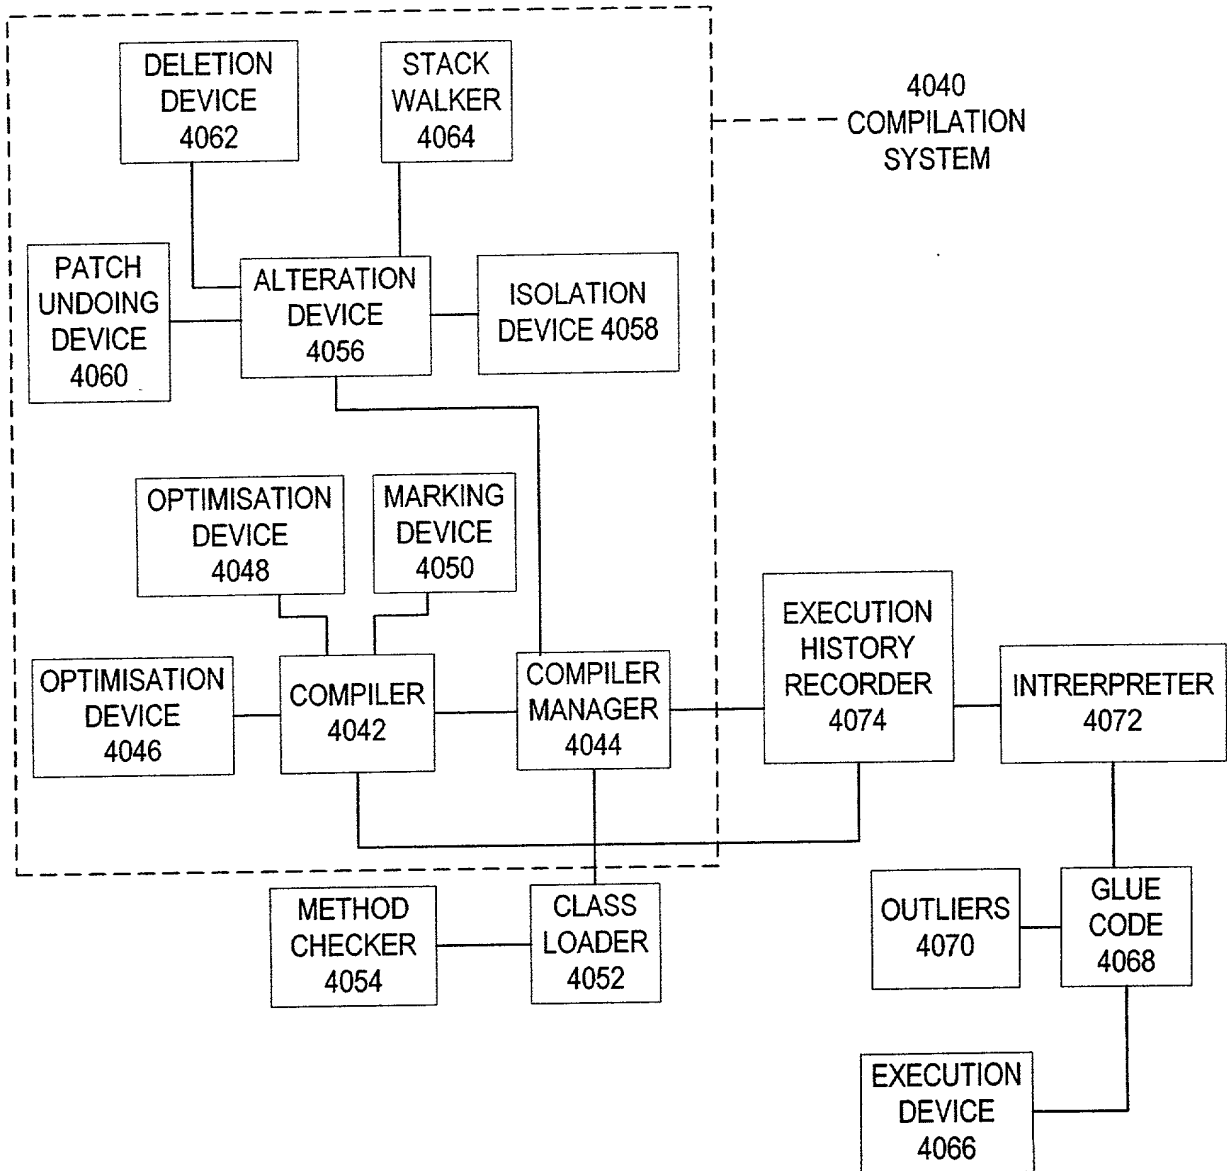 DELETION
DEVICE
4062
STACK
WALKER
4064
4040
COMPILATION
SYSTEM
PATCH
UNDOING
DEVICE
4060
ALTERATION
DEVICE
4056
ISOLATION
DEVICE 4058
OPTIMISATION
DEVICE
4048
MARKING
DEVICE
4050
OPTIMISATION
DEVICE
4046
COMPILER
4042
COMPILER
MANAGER
4044
EXECUTION
HISTORY
RECORDER
4074
INTRERPRETER
4072
METHOD
CHECKER
4054
CLASS
LOADER
4052
OUTLIERS
4070
GLUE
CODE
4068
EXECUTION
DEVICE
4066